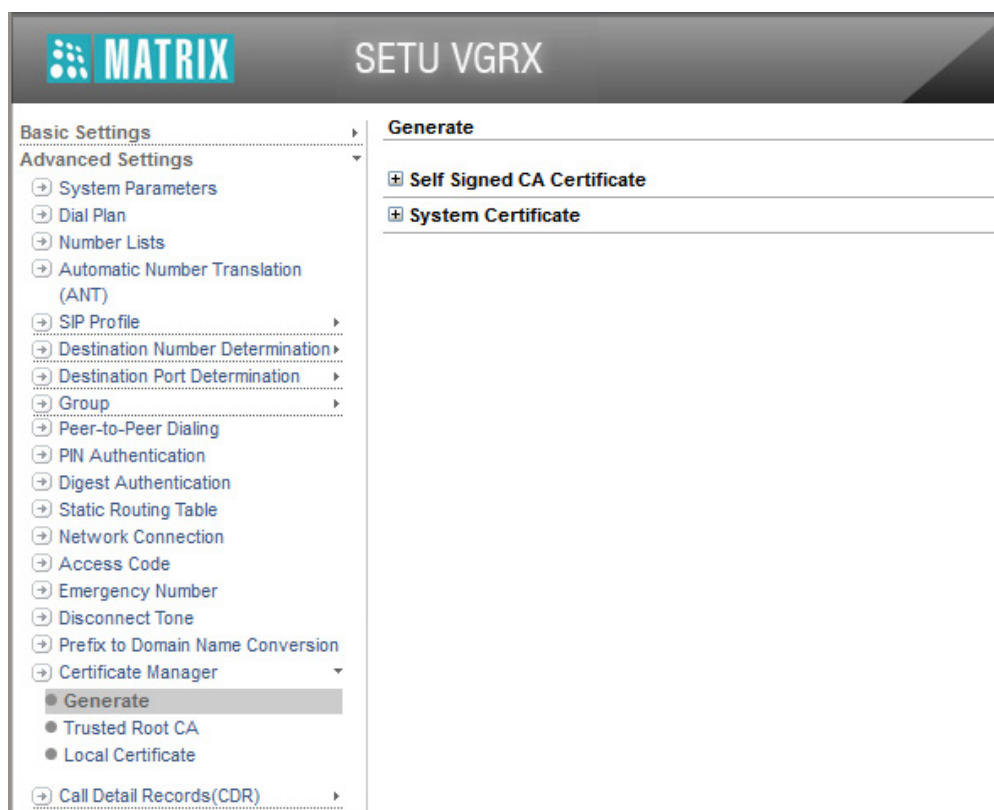 MATRIX
SETU VGRX
Basic Settings
Advanced Settings
System Parameters
Dial Plan
Number Lists
Automatic Number Translation
(ANT)
SIP Profile
Destination Number Determination
Destination Port Determination
Group
Peer-to-Peer Dialing
PIN Authentication
Digest Authentication
Static Routing Table
Network Connection
Access Code
Emergency Number
Disconnect Tone
Prefix to Domain Name Conversion
Certificate Manager
Generate
Trusted Root CA
Local Certificate
Call Detail Records(CDR)
Generate
Self Signed CA Certificate
System Certificate